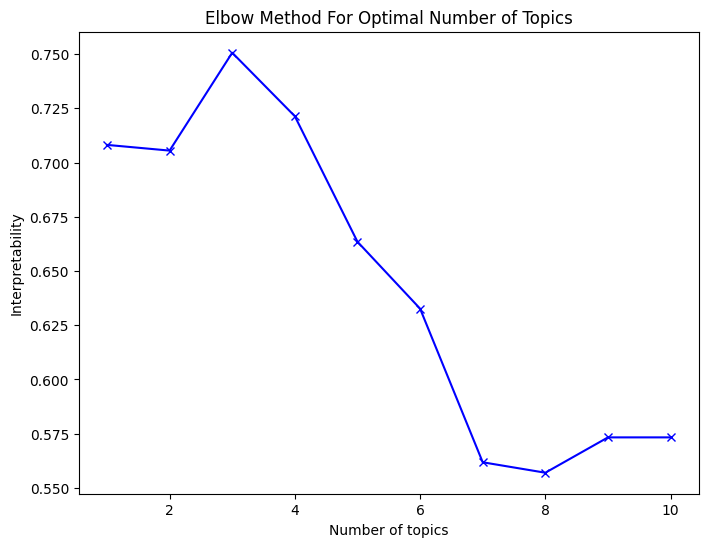 Elbow Method For Optimal Number of Topics
0.750
0.725
0.700
0.675
0.650
0.625
0.600
0.575
0.550
Interpretability
2 4 6 8 10
Number of topics